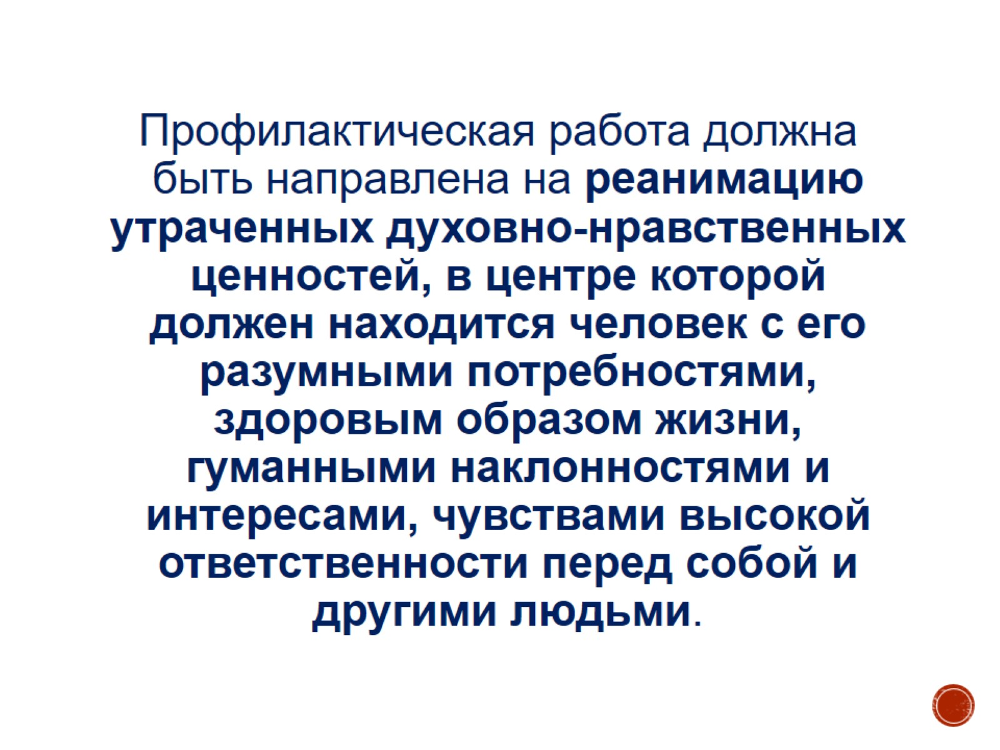 Профилактическая работа должна
быть направлена на реанимацию
утраченных духовно-нравственных
ценностей, в центре которой
должен находится человек с его
разумными потребностями,
здоровым образом жизни,
гуманными наклонностями и
интересами, чувствами высокой
ответственности перед собой и
другими людьми.